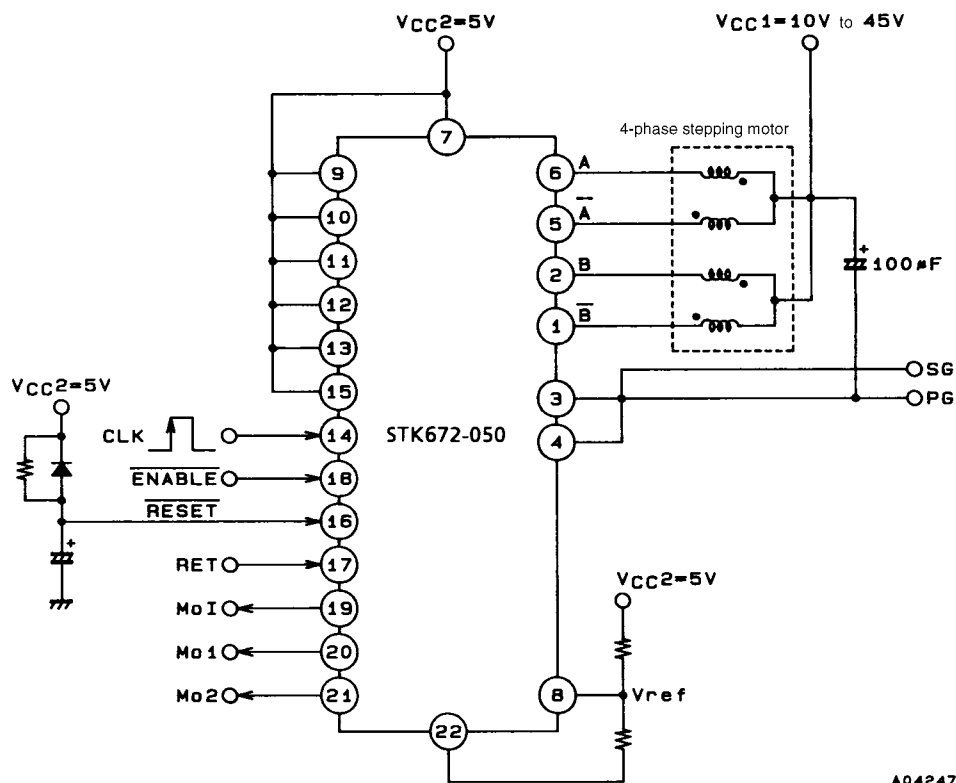 VCC2=5V
VCC1=10V to 45V
4-phase stepping motor
7
9
10
11
12
13
15
14
18
16
17
19
20
21
22
6
5
2
1
3
4
8
A
A̅
B
B̅
+
100µF
SG
PG
VCC2=5V
+
CLK
E̅N̅A̅B̅L̅E̅
R̅E̅S̅E̅T̅
RET
MoI
Mo1
Mo2
STK672-050
VCC2=5V
Vref
A04247